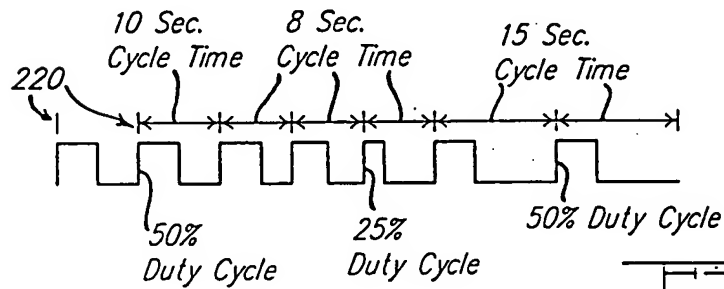 10 Sec.
Cycle Time
8 Sec.
Cycle Time
15 Sec.
Cycle Time
220
50%
Duty Cycle
25%
Duty Cycle
50% Duty Cycle